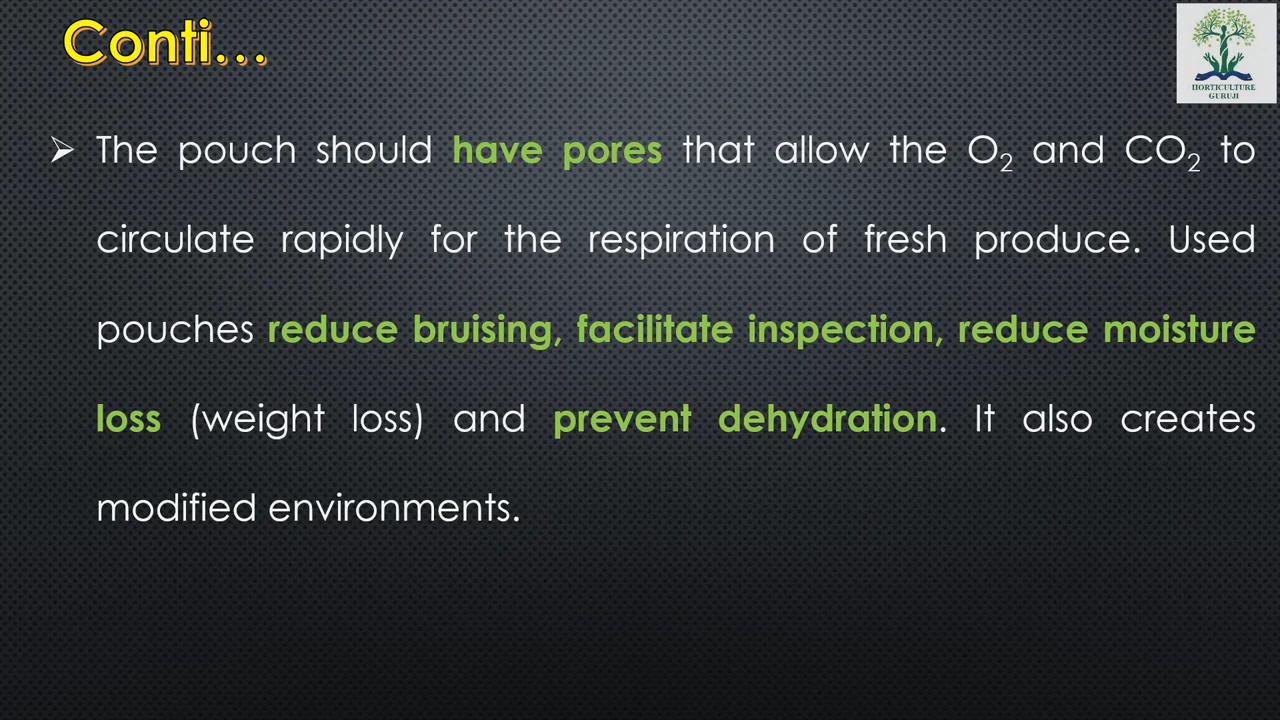 Conti…
HORTICULTURE
GURUJI
➢ The pouch should have pores that allow the O₂ and CO₂ to
circulate rapidly for the respiration of fresh produce. Used
pouches reduce bruising, facilitate inspection, reduce moisture
loss (weight loss) and prevent dehydration. It also creates
modified environments.